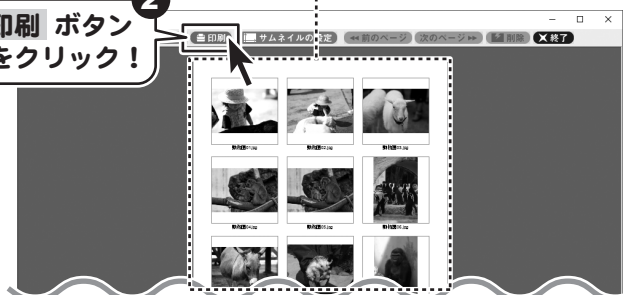 2
印刷 ボタン
をクリック！
印刷
サムネイルの設定
前のページ
次のページ
削除
終了
動物園01.jpg
動物園02.jpg
動物園03.jpg
動物園04.jpg
動物園05.jpg
動物園06.jpg